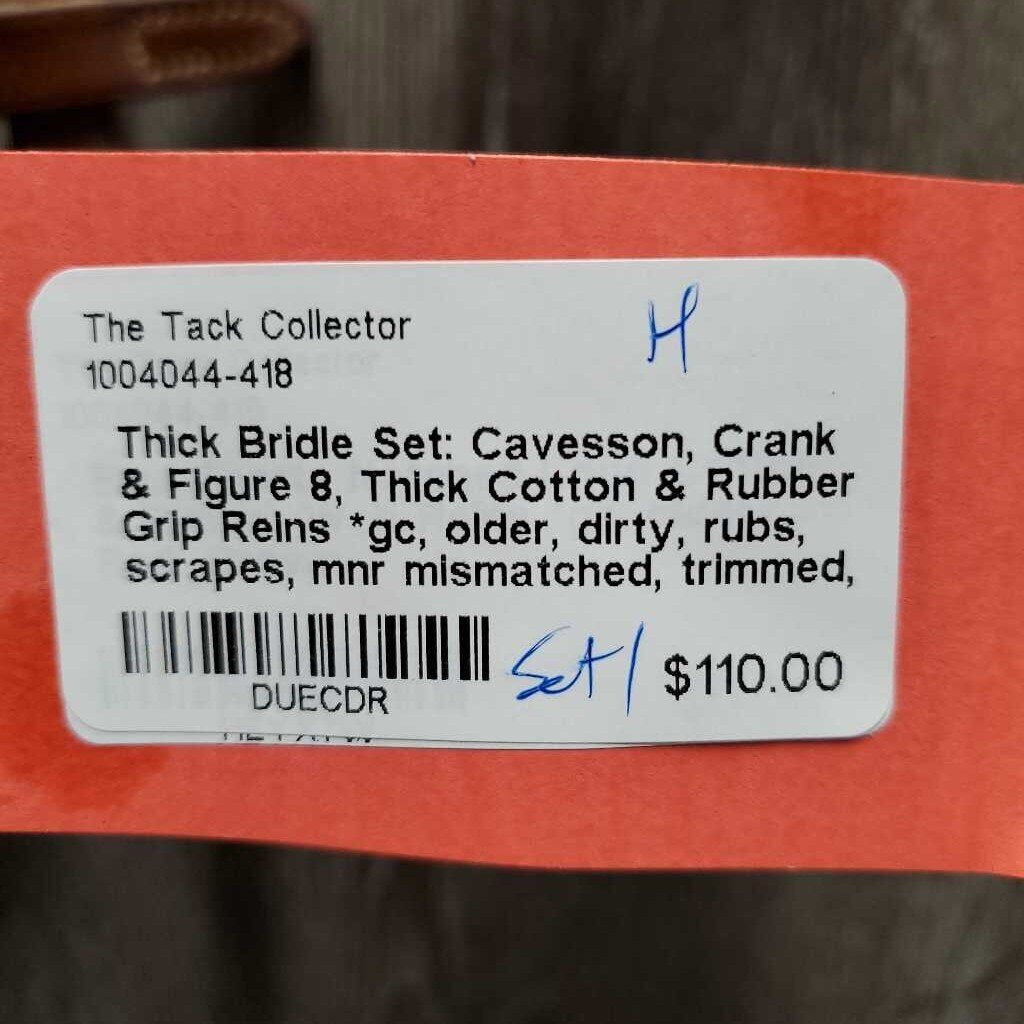 The Tack Collector
H
1004044-418
Thick Bridle Set: Cavesson, Crank
& Figure 8, Thick Cotton & Rubber
Grip Reins *gc, older, dirty, rubs,
scrapes, mnr mismatched, trimmed,
Set 1
$110.00
DUECDR